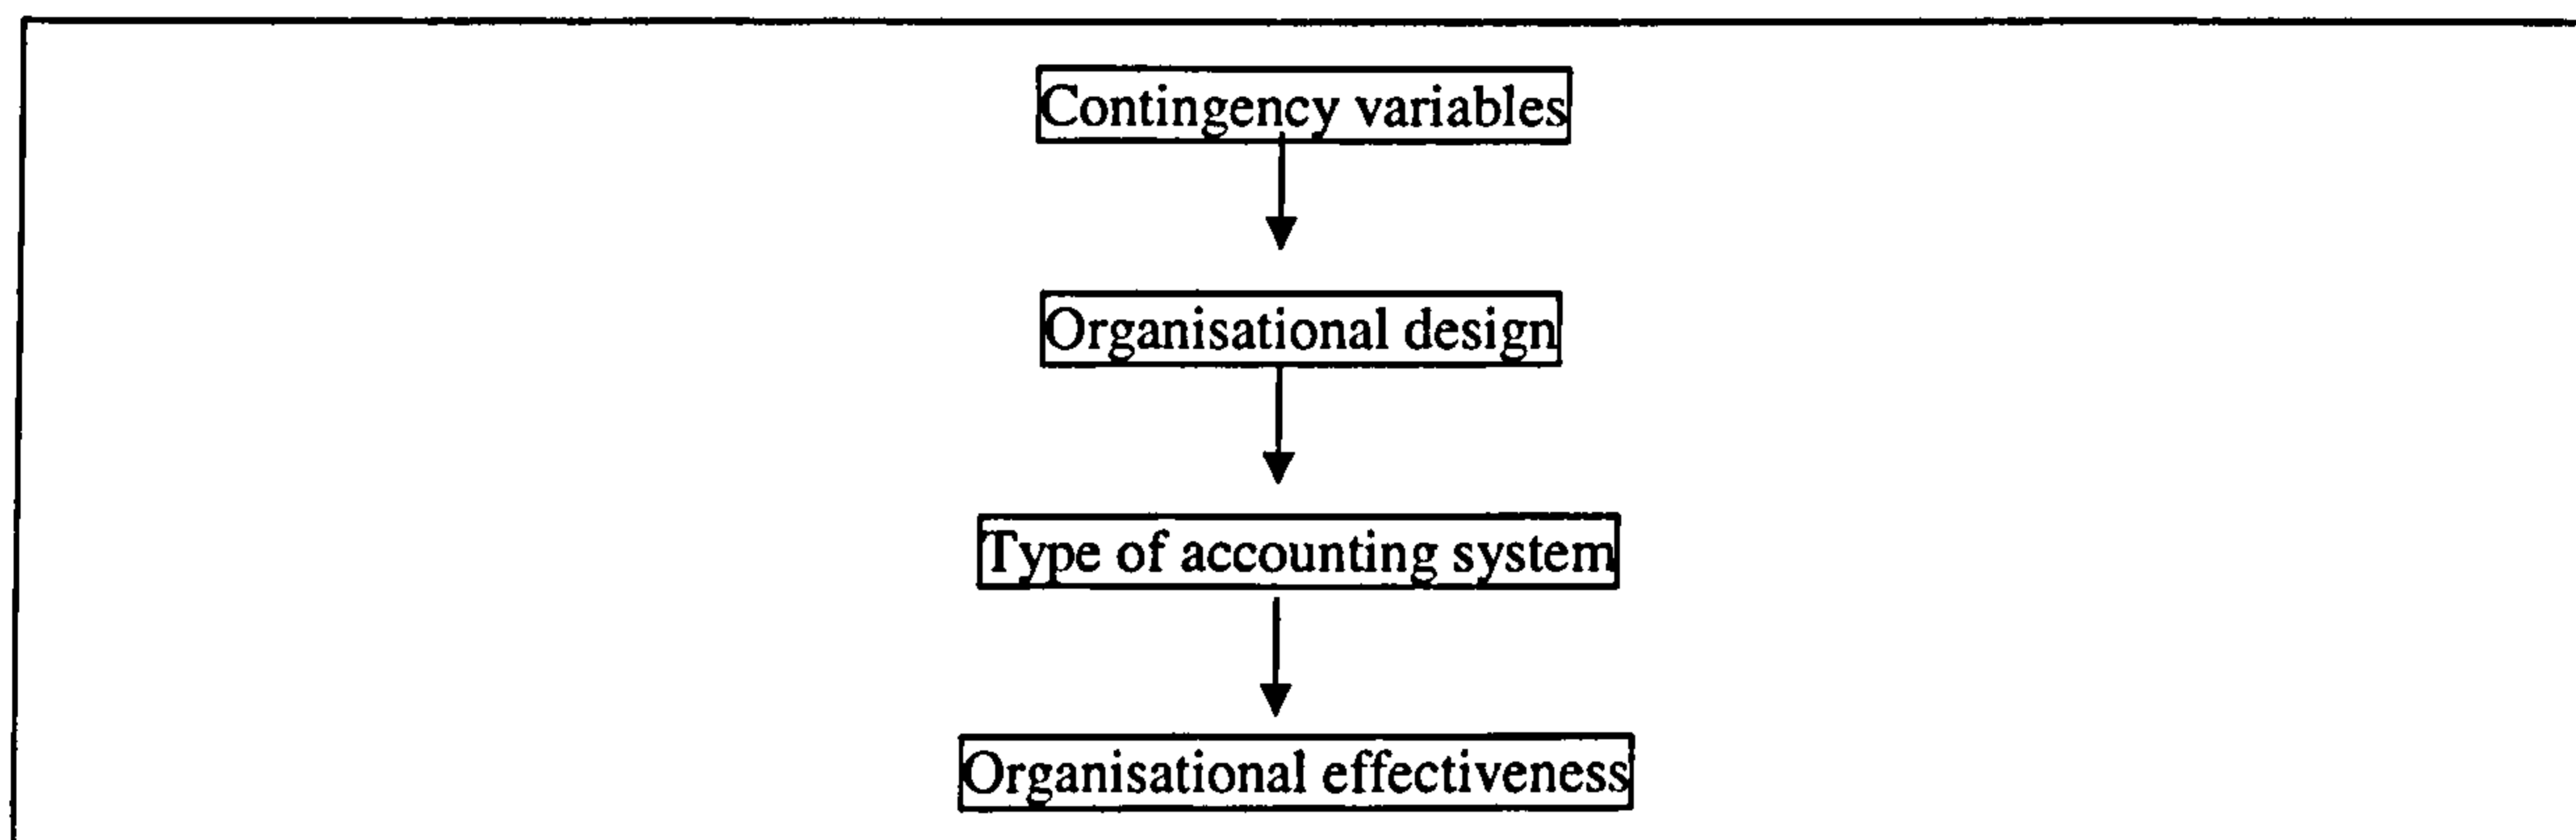 Contingency variables
Organisational design
Type of accounting system
Organisational effectiveness